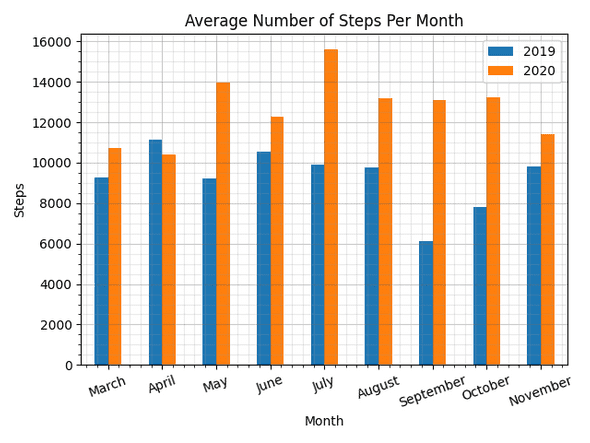 Average Number of Steps Per Month
2019
2020
16000
14000
12000
10000
8000
6000
4000
2000
0
Steps
March April May June July August September October November
Month